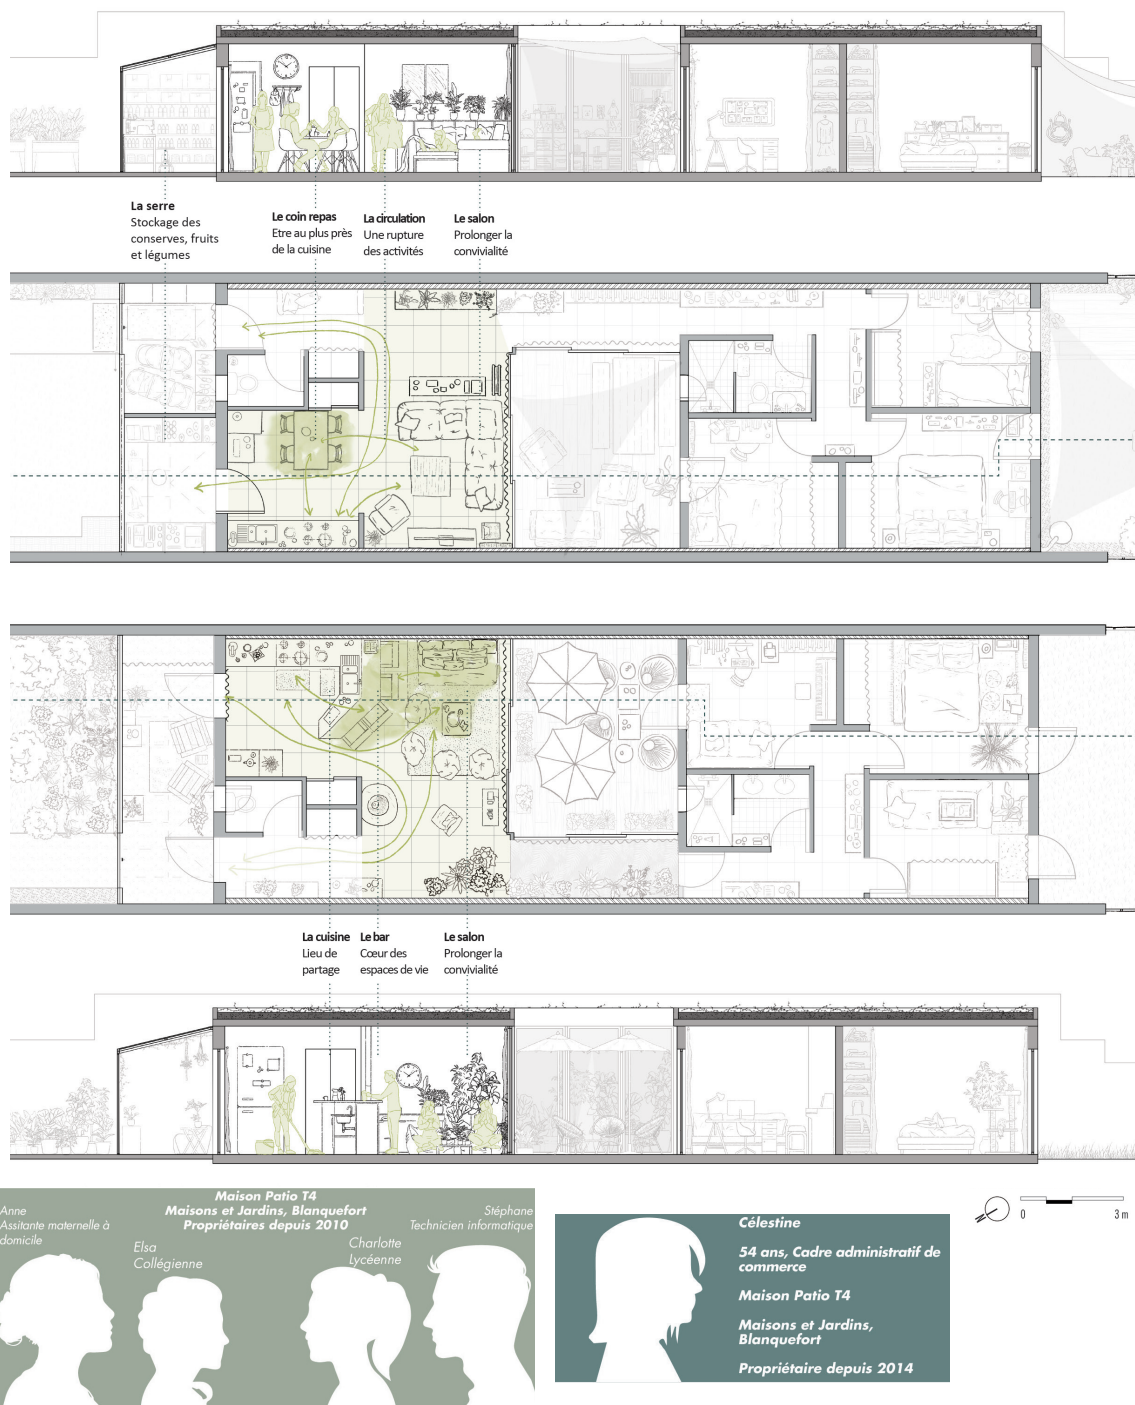 La serre
Stockage des
conserves, fruits
et légumes
Le coin repas
Etre au plus près
de la cuisine
La circulation
Une rupture
des activités
Le salon
Prolonger la
convivialité
La cuisine
Lieu de
partage
Le bar
Cœur des
espaces de vie
Le salon
Prolonger la
convivialité
Maison Patio T4
Maisons et Jardins, Blanquefort
Propriétaires depuis 2010
Anne
Assitante maternelle à
domicile
Elsa
Collégienne
Charlotte
Lycéenne
Stéphane
Technicien informatique
Célestine
54 ans, Cadre administratif de
commerce
Maison Patio T4
Maisons et Jardins,
Blanquefort
Propriétaire depuis 2014
0 3 m